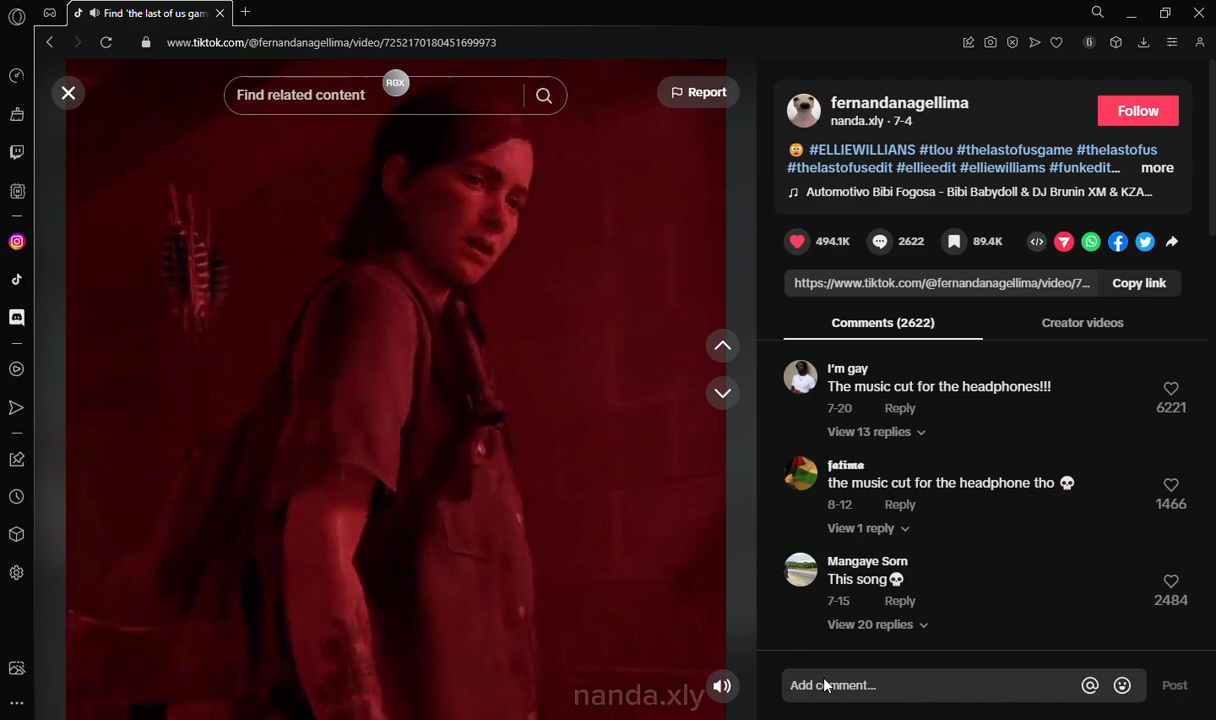 Find 'the last of us gam
www.tiktok.com/@fernandanagellima/video/7252170180451699973
Find related content
RGX
Report
nanda.xly
fernandanagellima
nanda.xly · 7-4
Follow
😳 #ELLIEWILLIANS #tlou #thelastofusgame #thelastofus
#thelastofusedit #ellieedit #elliewilliams #funkedit... more
♫ Automotivo Bibi Fogosa - Bibi Babydoll & DJ Brunin XM & KZA...
494.1K 2622 89.4K
https://www.tiktok.com/@fernandanagellima/video/7... Copy link
Comments (2622) Creator videos
I'm gay
The music cut for the headphones!!!
7-20 Reply 6221
View 13 replies
fatima
the music cut for the headphone tho 💀
8-12 Reply 1466
View 1 reply
Mangaye Sorn
This song💀
7-15 Reply 2484
View 20 replies
Add comment... Post